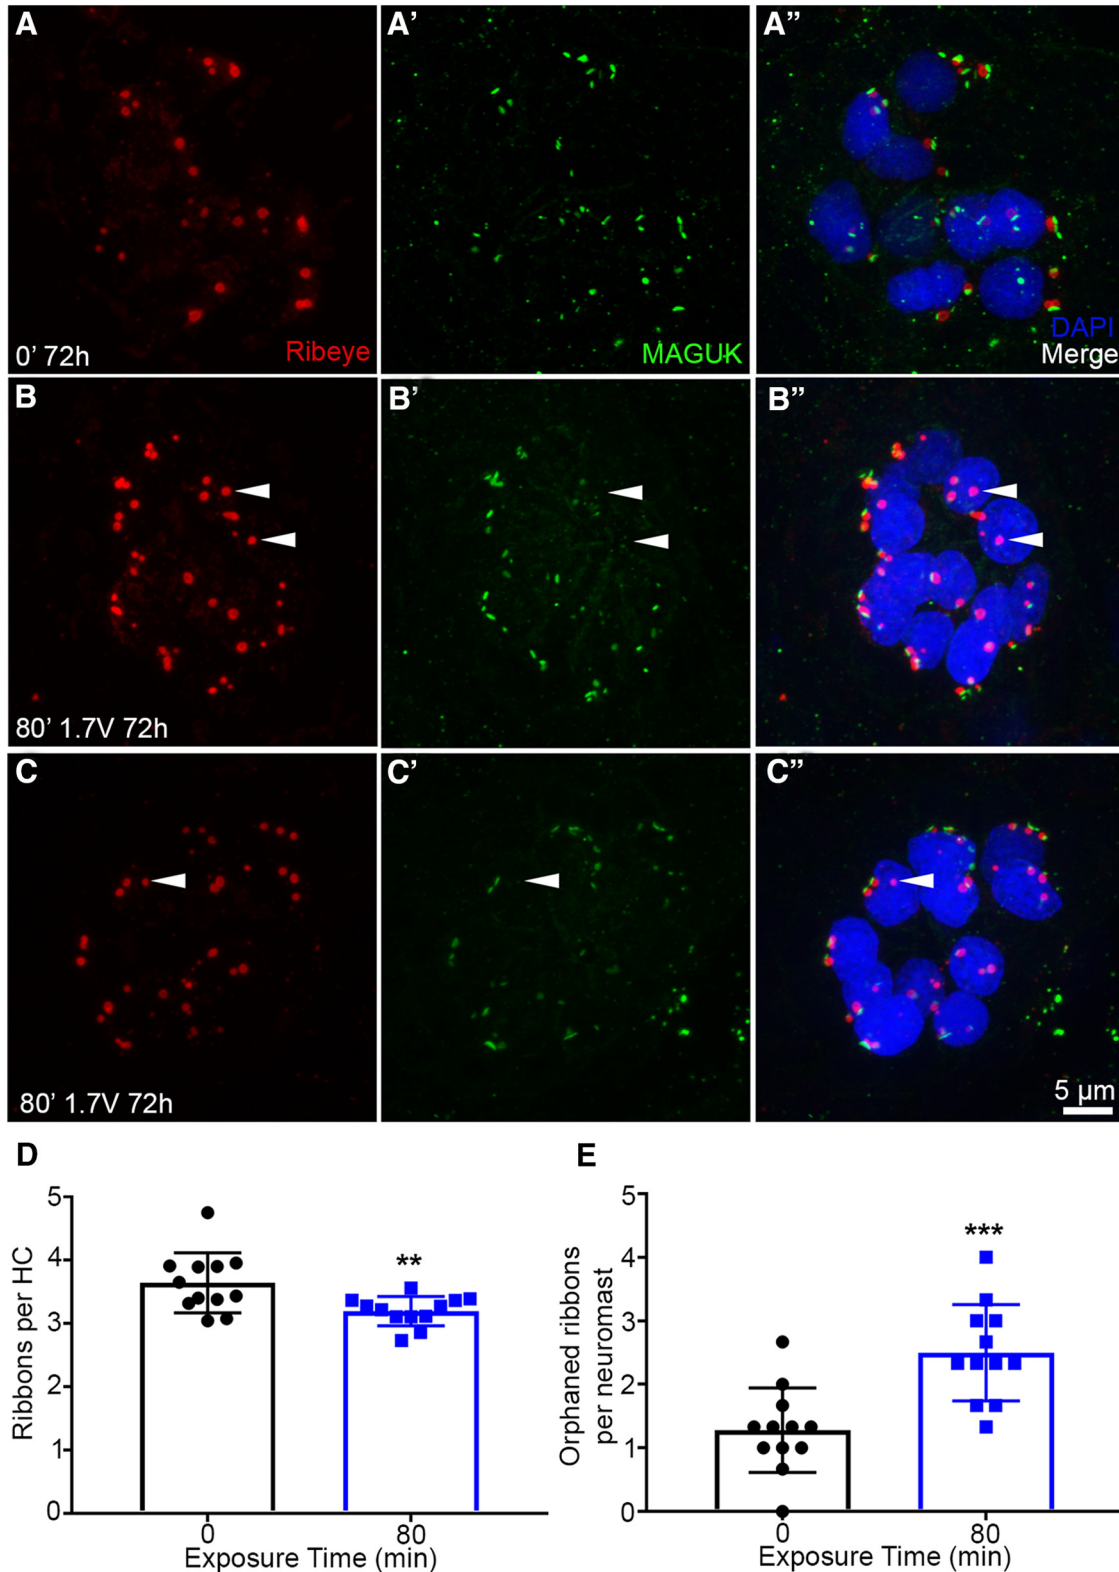 A
A'
A"
0' 72h
Ribeye
MAGUK
DAPI
Merge
B
B'
B"
80' 1.7V 72h
C
C'
C"
80' 1.7V 72h
5 µm
D
E
Ribbons per HC
5
4
3
2
1
0
**
0
80
Exposure Time (min)
Orphaned ribbons
per neuromast
5
4
3
2
1
0
***
0
80
Exposure Time (min)